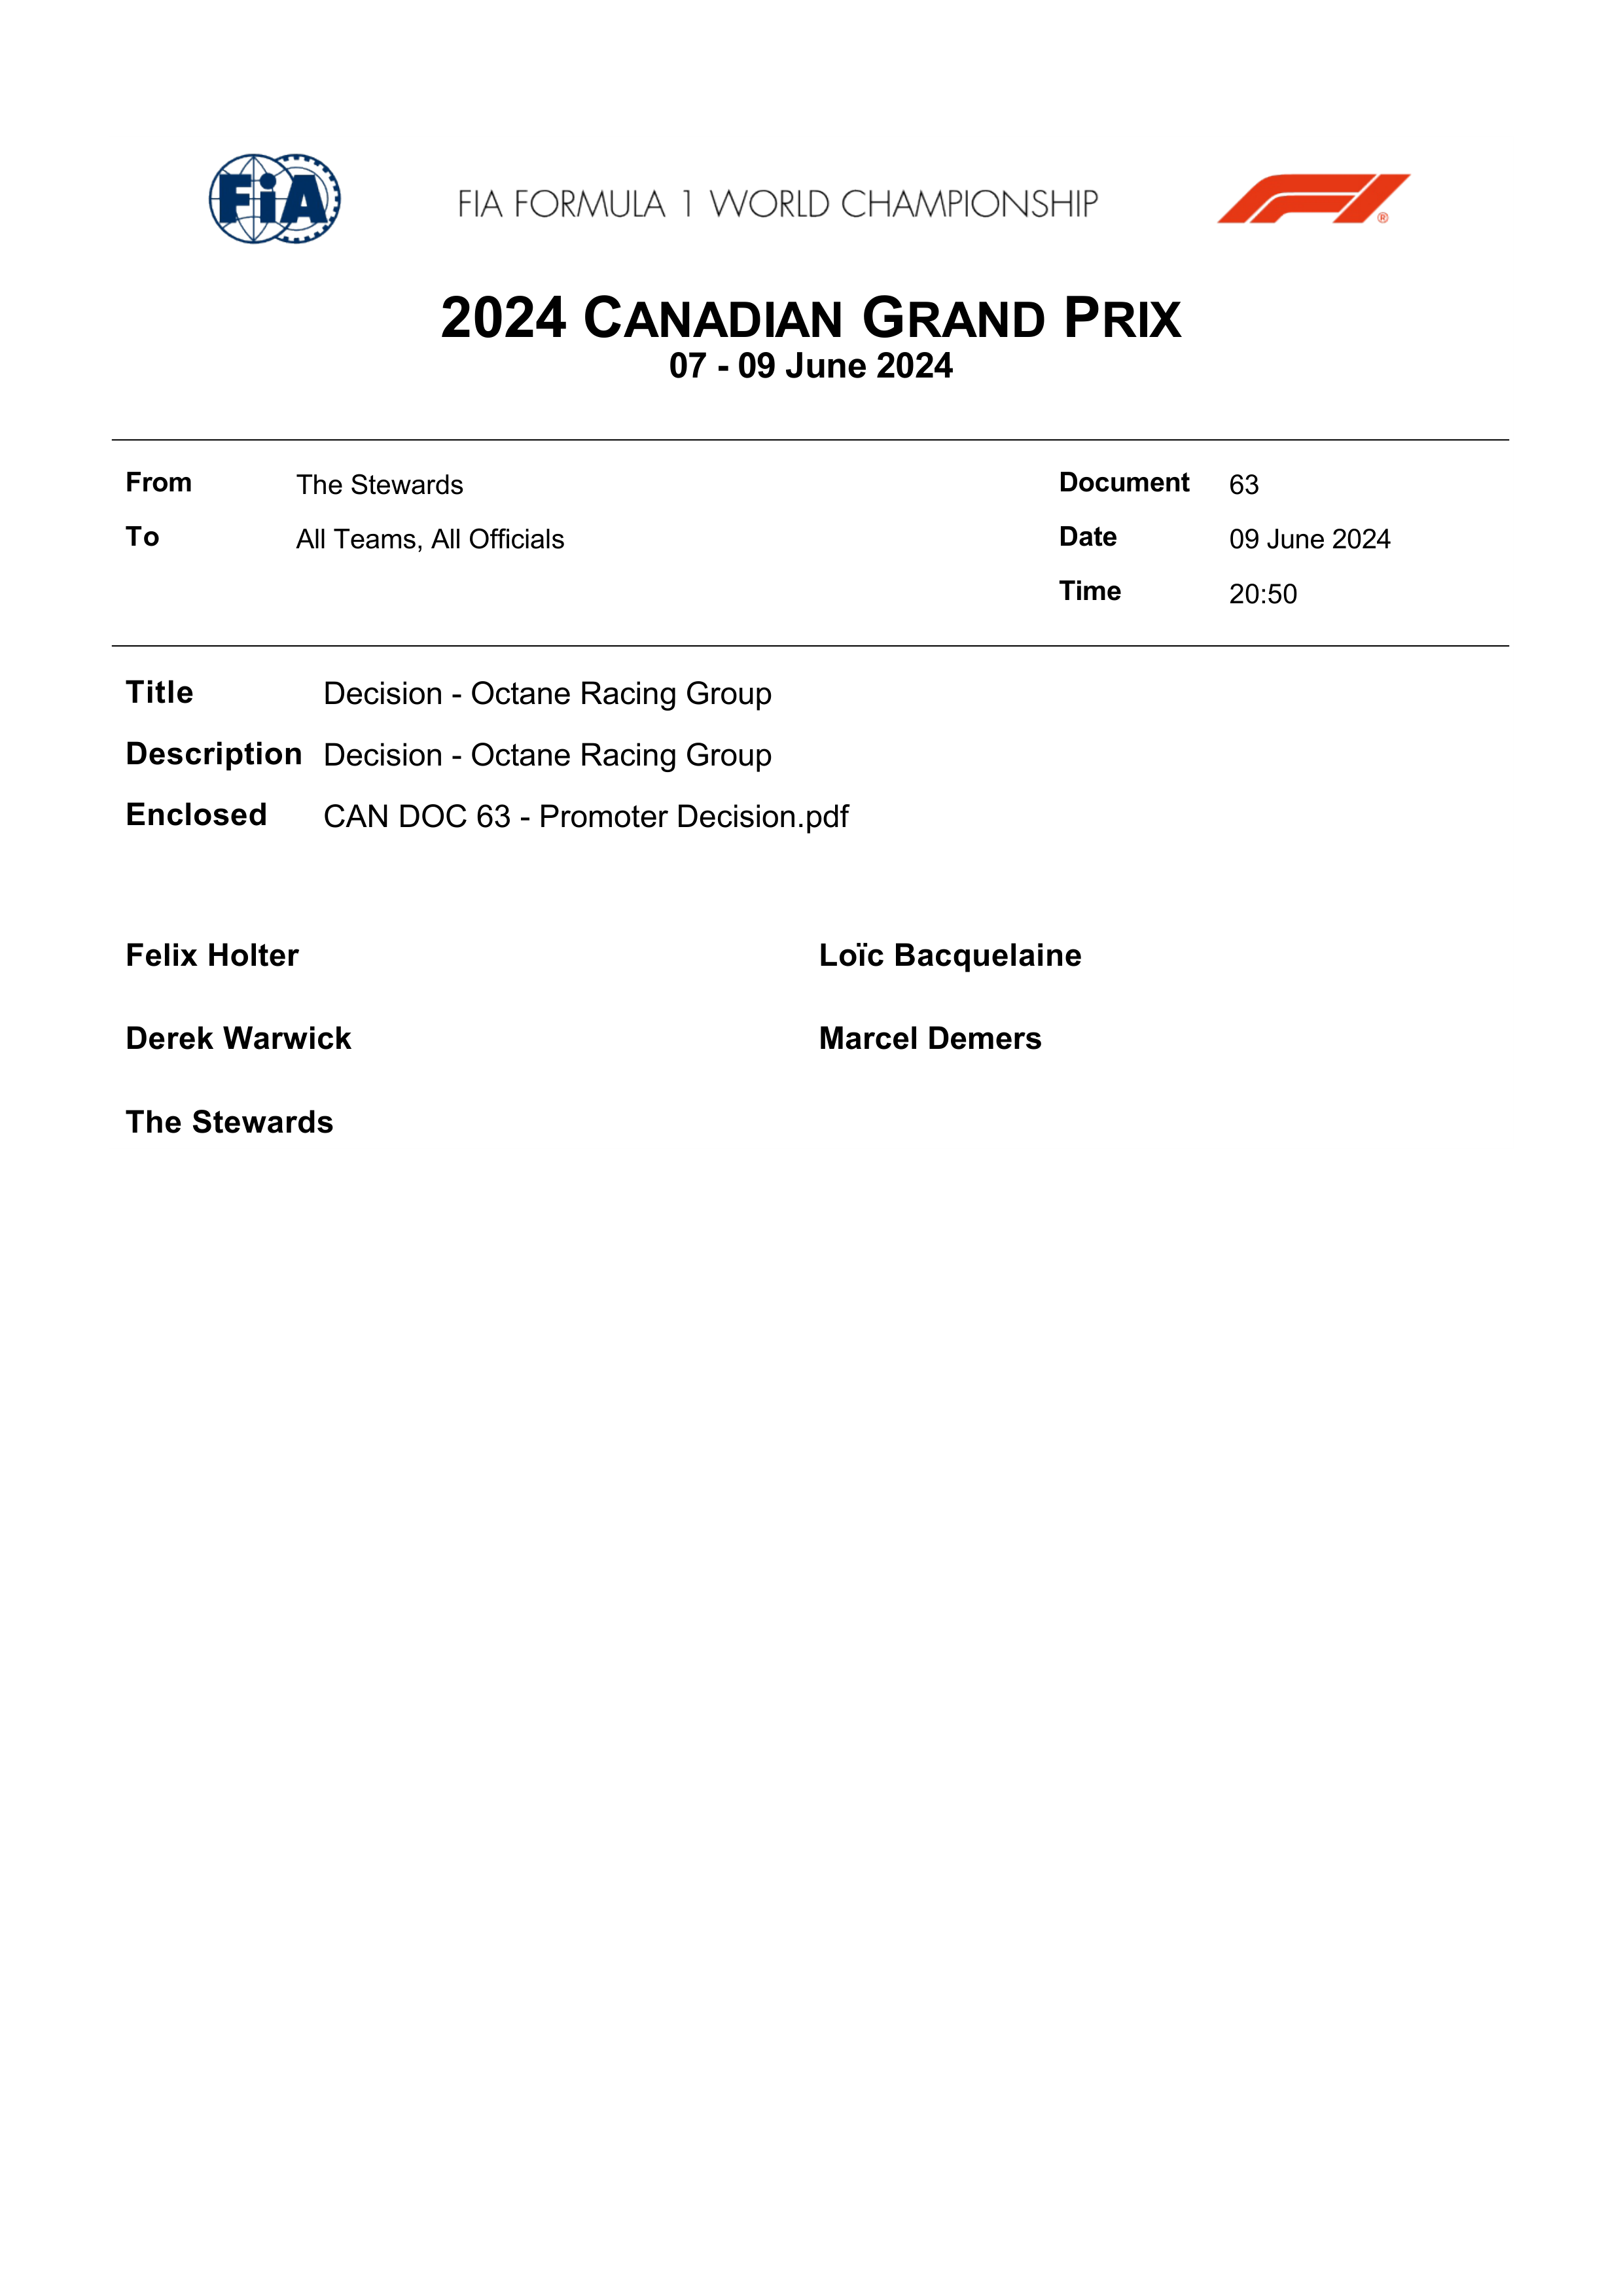 FiA
FIA FORMULA 1 WORLD CHAMPIONSHIP
F1®
2024 CANADIAN GRAND PRIX
07 - 09 June 2024
From The Stewards Document 63
To All Teams, All Officials Date 09 June 2024
Time 20:50
Title Decision - Octane Racing Group
Description Decision - Octane Racing Group
Enclosed CAN DOC 63 - Promoter Decision.pdf
Felix Holter Loïc Bacquelaine
Derek Warwick Marcel Demers
The Stewards